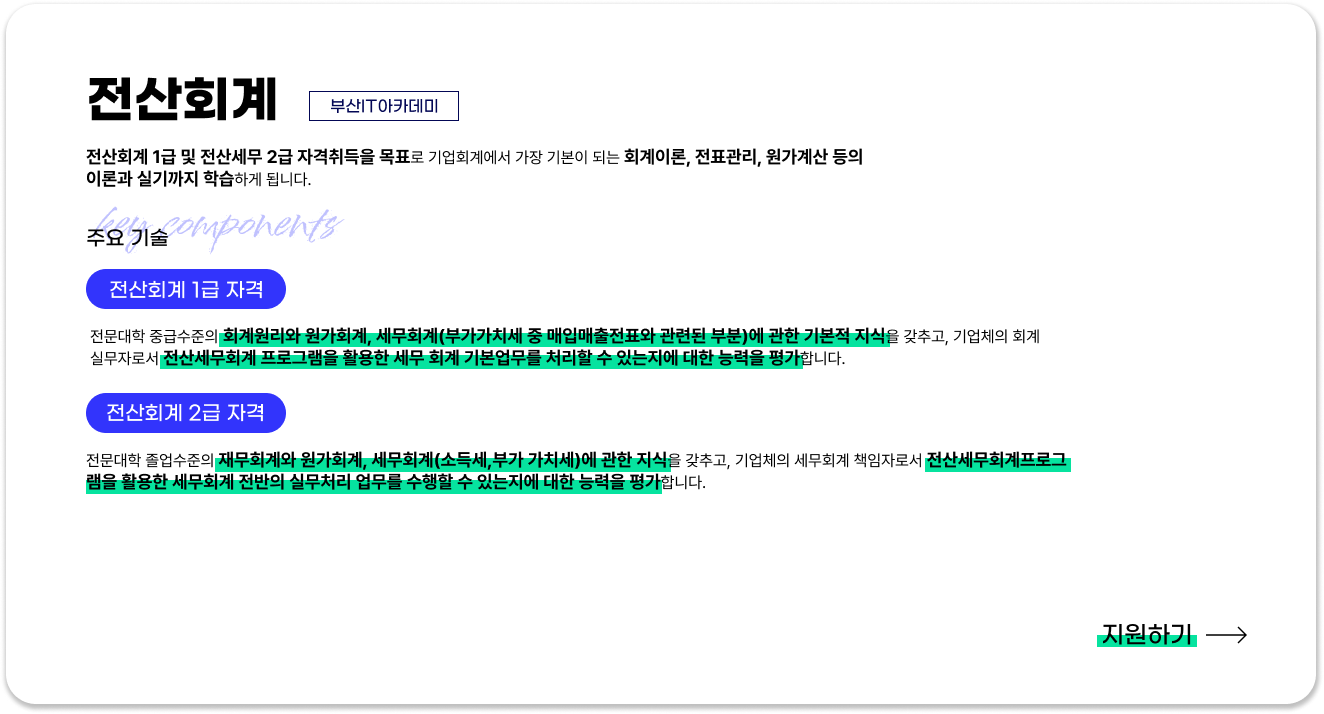 전산회계
부산IT아카데미
전산회계 1급 및 전산세무 2급 자격취득을 목표로 기업회계에서 가장 기본이 되는 회계이론, 전표관리, 원가계산 등의
이론과 실기까지 학습하게 됩니다.
key components
주요 기술
전산회계 1급 자격
전문대학 중급수준의 회계원리와 원가회계, 세무회계(부가가치세 중 매입매출전표와 관련된 부분)에 관한 기본적 지식을 갖추고, 기업체의 회계
실무자로서 전산세무회계 프로그램을 활용한 세무 회계 기본업무를 처리할 수 있는지에 대한 능력을 평가합니다.
전산회계 2급 자격
전문대학 졸업수준의 재무회계와 원가회계, 세무회계(소득세,부가 가치세)에 관한 지식을 갖추고, 기업체의 세무회계 책임자로서 전산세무회계프로그
램을 활용한 세무회계 전반의 실무처리 업무를 수행할 수 있는지에 대한 능력을 평가합니다.
지원하기